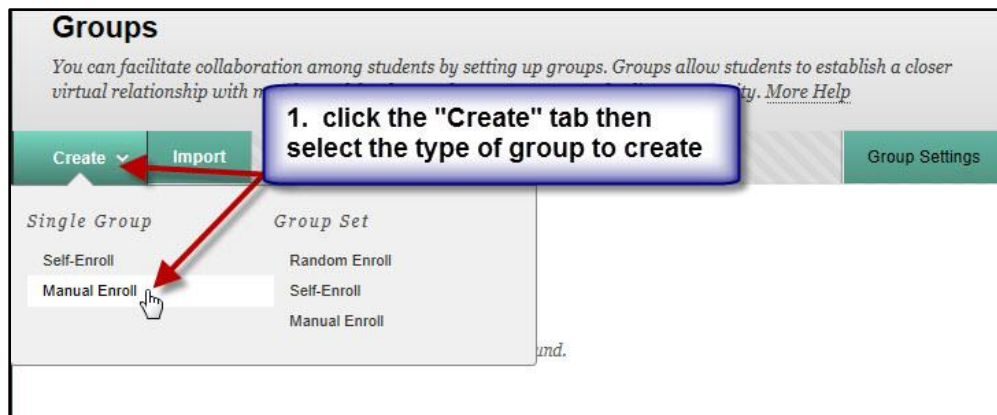 Groups
You can facilitate collaboration among students by setting up groups. Groups allow students to establish a closer
virtual relationship with ty. More Help
1. click the "Create" tab then
select the type of group to create
Create Import Group Settings
Single Group Group Set
Self-Enroll Random Enroll
Manual Enroll Self-Enroll
Manual Enroll
und.